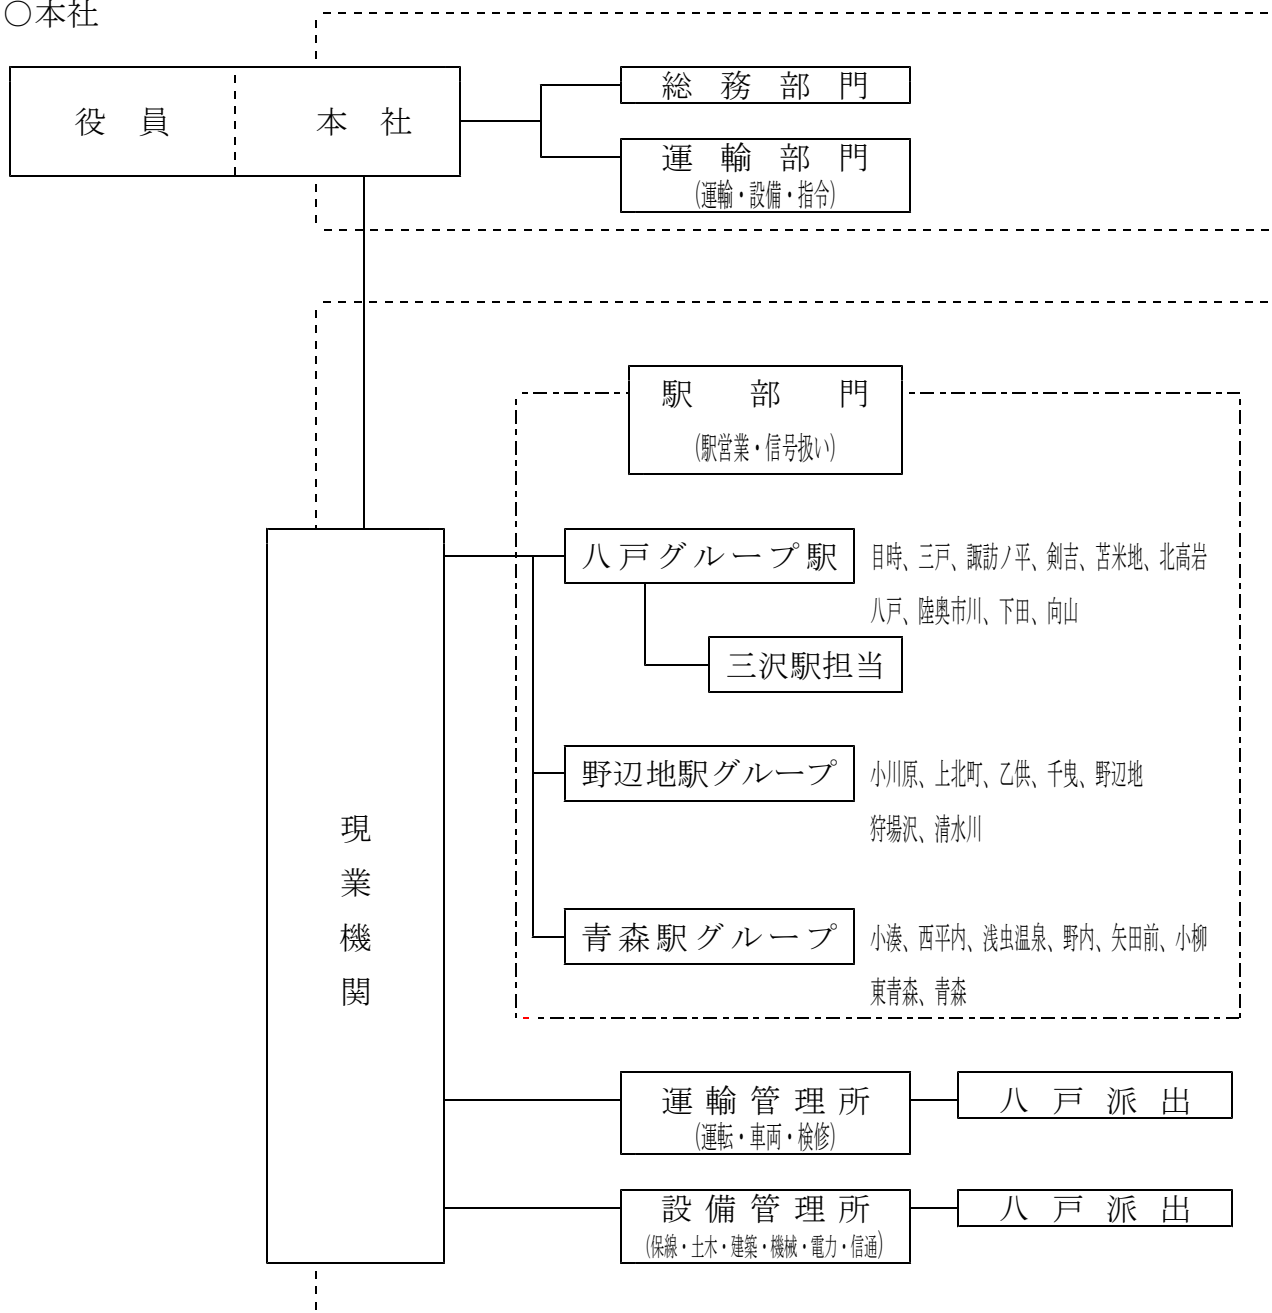 ○本社
役員
本社
総務部門
運輸部門
(運輸・設備・指令)
駅部門
(駅営業・信号扱い)
八戸グループ駅
目時、三戸、諏訪ノ平、剣吉、苫米地、北高岩
八戸、陸奥市川、下田、向山
三沢駅担当
野辺地駅グループ
小川原、上北町、乙供、千曳、野辺地
狩場沢、清水川
青森駅グループ
小湊、西平内、浅虫温泉、野内、矢田前、小柳
東青森、青森
現業機関
運輸管理所
(運転・車両・検修)
八戸派出
設備管理所
(保線・土木・建築・機械・電力・信通)
八戸派出